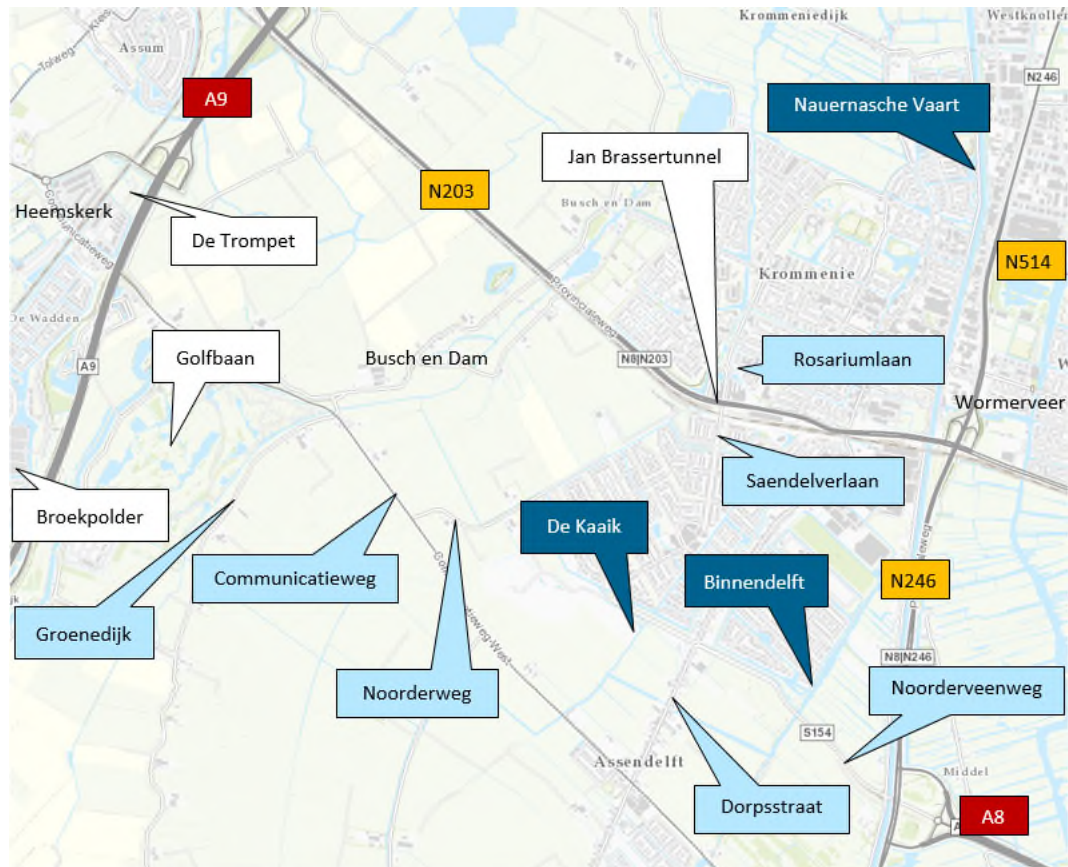 Krommeniedijk
Westknollen
Assum
Tolweg
N246
A9
Nauernasche Vaart
Jan Brassertunnel
N203
Heemskerk
Busch en Dam
De Trompet
Communicatieweg
Krommenie
N514
Provincialeweg
De Wadden
Golfbaan
Busch en Dam
N8|N203
Rosariumlaan
A9
Wormerveer
Saendelverlaan
Broekpolder
De Kaaik
Communicatieweg
Binnendelft
N246
Groenedijk
N8|N246
Noorderweg
Noorderveenweg
S154
Assendelft
Middel
Dorpsstraat
A8